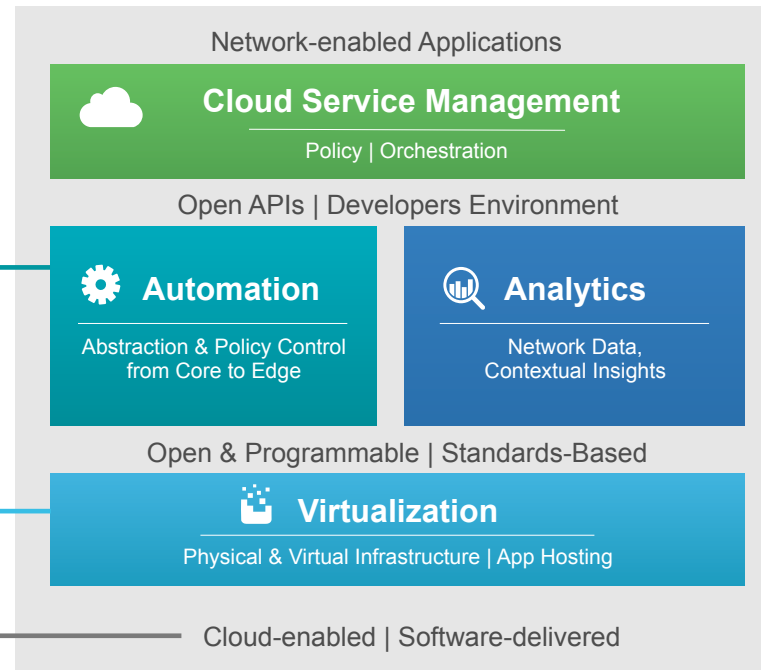 Network-enabled Applications
Cloud Service Management
Policy | Orchestration
Open APIs | Developers Environment
Automation
Abstraction & Policy Control
from Core to Edge
Analytics
Network Data,
Contextual Insights
Open & Programmable | Standards-Based
Virtualization
Physical & Virtual Infrastructure | App Hosting
Cloud-enabled | Software-delivered